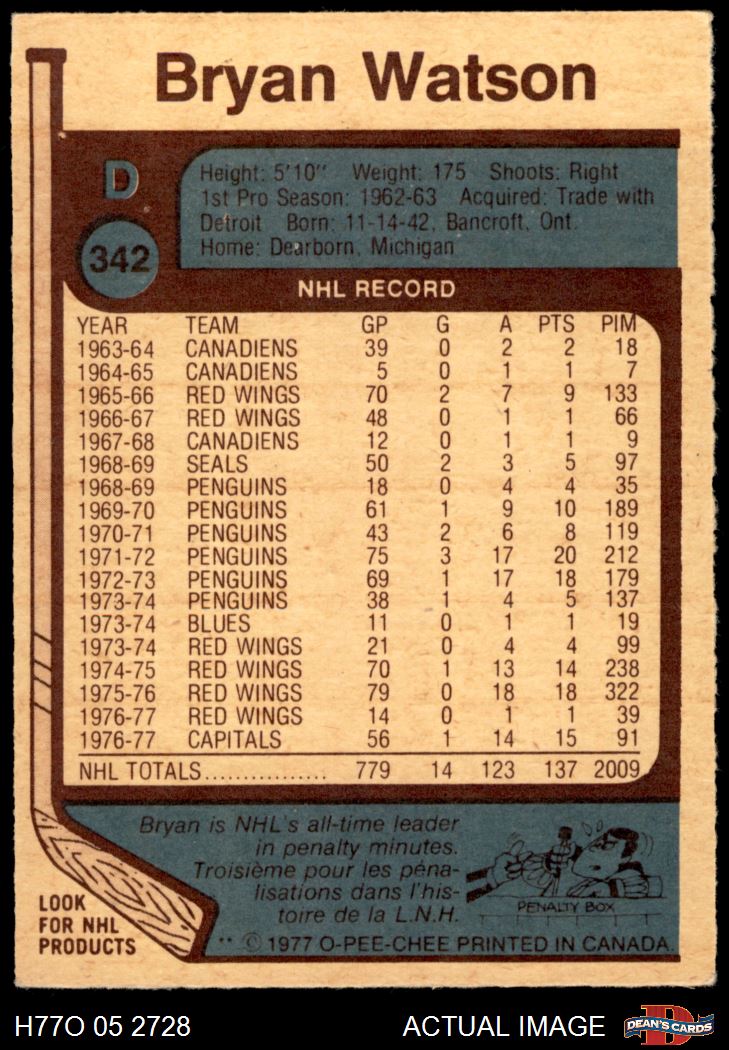 Bryan Watson
D
342
Height: 5'10" Weight: 175 Shoots: Right
1st Pro Season: 1962-63 Acquired: Trade with
Detroit Born: 11-14-42, Bancroft, Ont.
Home: Dearborn, Michigan
NHL RECORD
YEAR TEAM GP G A PTS PIM
1963-64 CANADIENS 39 0 2 2 18
1964-65 CANADIENS 5 0 1 1 7
1965-66 RED WINGS 70 2 7 9 133
1966-67 RED WINGS 48 0 1 1 66
1967-68 CANADIENS 12 0 1 1 9
1968-69 SEALS 50 2 3 5 97
1968-69 PENGUINS 18 0 4 4 35
1969-70 PENGUINS 61 1 9 10 189
1970-71 PENGUINS 43 2 6 8 119
1971-72 PENGUINS 75 3 17 20 212
1972-73 PENGUINS 69 1 17 18 179
1973-74 PENGUINS 38 1 4 5 137
1973-74 BLUES 11 0 1 1 19
1973-74 RED WINGS 21 0 4 4 99
1974-75 RED WINGS 70 1 13 14 238
1975-76 RED WINGS 79 0 18 18 322
1976-77 RED WINGS 14 0 1 1 39
1976-77 CAPITALS 56 1 14 15 91
NHL TOTALS................ 779 14 123 137 2009
Bryan is NHL's all-time leader
in penalty minutes.
Troisième pour les péna-
lisations dans l'his-
toire de la L.N.H.
PENALTY BOX
LOOK
FOR NHL
PRODUCTS
** © 1977 O-PEE-CHEE PRINTED IN CANADA.
H77O 05 2728 ACTUAL IMAGE
D
DEAN'S CARDS